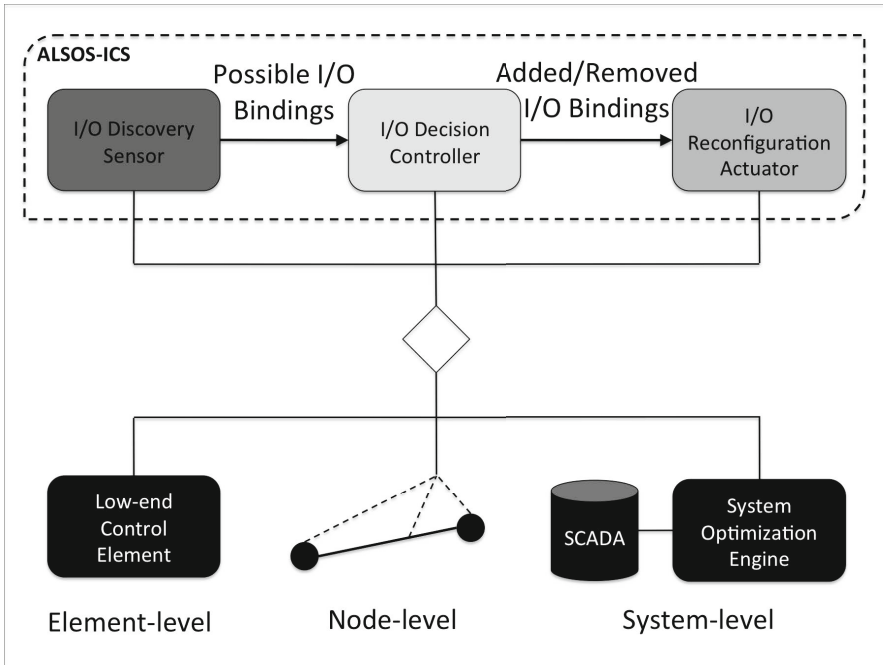 ALSOS-ICS
Possible I/O
Bindings
Added/Removed
I/O Bindings
I/O Discovery
Sensor
I/O Decision
Controller
I/O
Reconfiguration
Actuator
Low-end
Control
Element
SCADA
System
Optimization
Engine
Element-level
Node-level
System-level